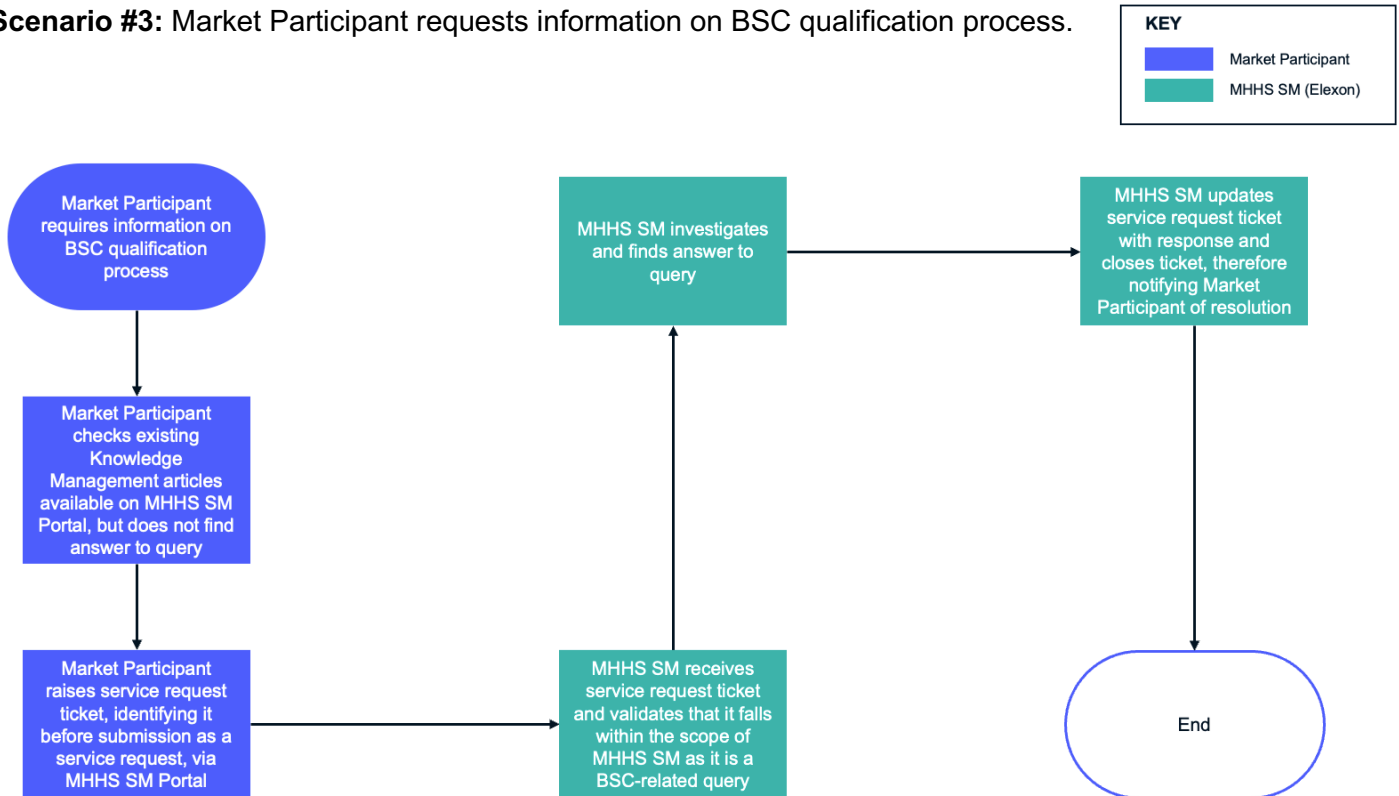 Scenario #3: Market Participant requests information on BSC qualification process.
KEY
Market Participant
MHHS SM (Elexon)
Market Participant
requires information on
BSC qualification
process
Market Participant
checks existing
Knowledge
Management articles
available on MHHS SM
Portal, but does not find
answer to query
Market Participant
raises service request
ticket, identifying it
before submission as a
service request, via
MHHS SM Portal
MHHS SM receives
service request ticket
and validates that it falls
within the scope of
MHHS SM as it is a
BSC-related query
MHHS SM investigates
and finds answer to
query
MHHS SM updates
service request ticket
with response and
closes ticket, therefore
notifying Market
Participant of resolution
End